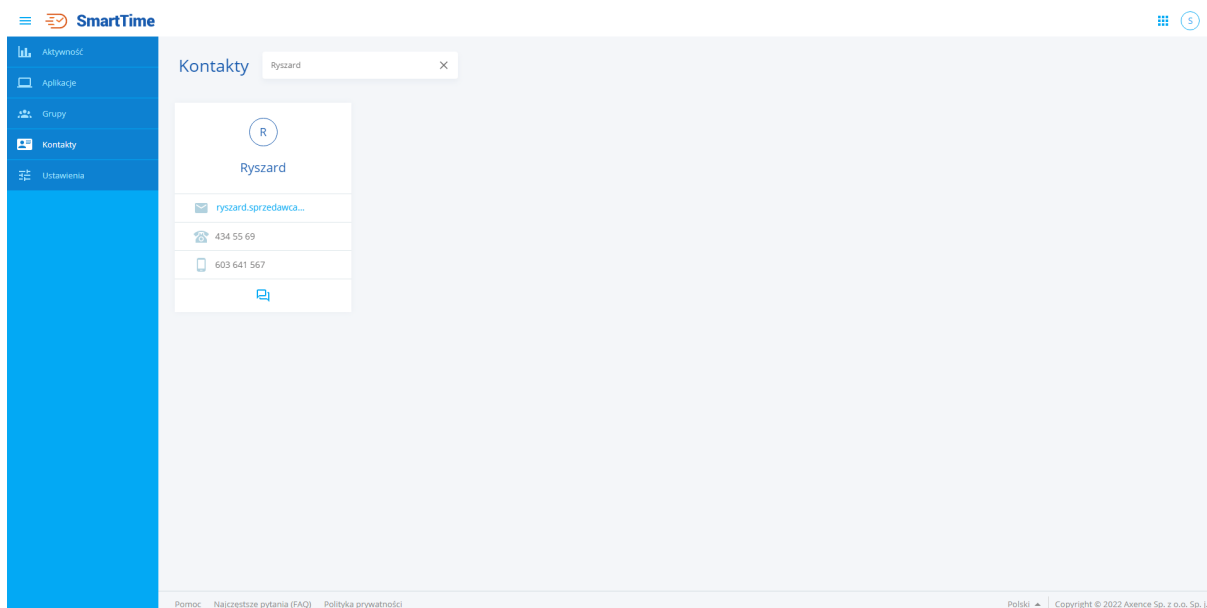 SmartTime
S
Aktywność
Aplikacje
Grupy
Kontakty
Ustawienia
Kontakty
Ryszard
R
Ryszard
ryszard.sprzedawca...
434 55 69
603 641 567
Pomoc Najczęstsze pytania (FAQ) Polityka prywatności
Polski Copyright © 2022 Axence Sp. z o.o. Sp. j.